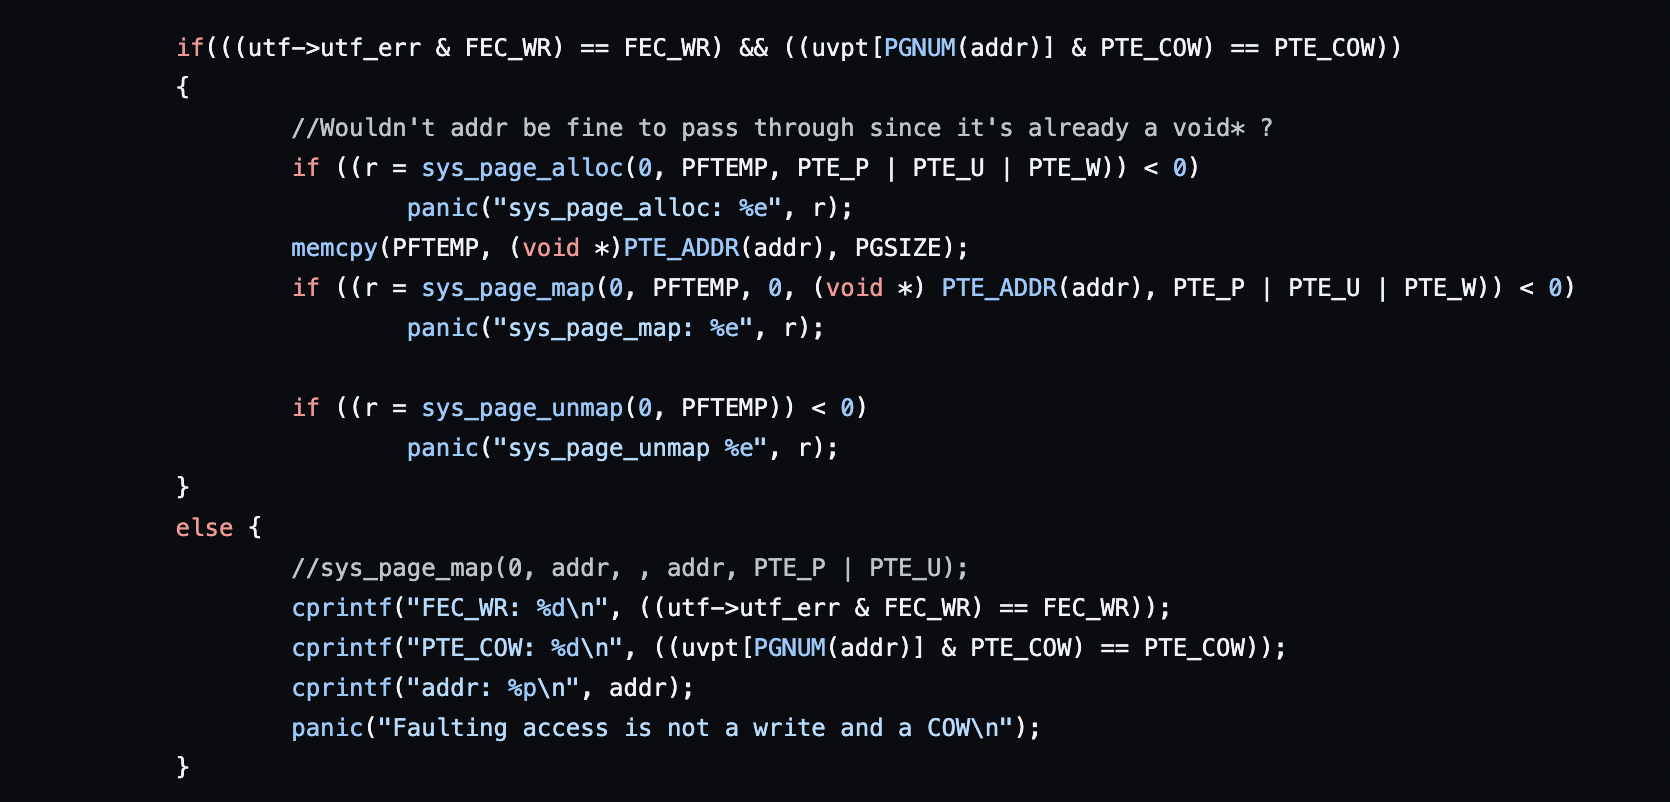 if(((utf->utf_err & FEC_WR) == FEC_WR) && ((uvpt[PGNUM(addr)] & PTE_COW) == PTE_COW))
{
//Wouldn't addr be fine to pass through since it's already a void* ?
if ((r = sys_page_alloc(0, PFTEMP, PTE_P | PTE_U | PTE_W)) < 0)
panic("sys_page_alloc: %e", r);
memcpy(PFTEMP, (void *)PTE_ADDR(addr), PGSIZE);
if ((r = sys_page_map(0, PFTEMP, 0, (void *) PTE_ADDR(addr), PTE_P | PTE_U | PTE_W)) < 0)
panic("sys_page_map: %e", r);
if ((r = sys_page_unmap(0, PFTEMP)) < 0)
panic("sys_page_unmap %e", r);
}
else {
//sys_page_map(0, addr, , addr, PTE_P | PTE_U);
cprintf("FEC_WR: %d\n", ((utf->utf_err & FEC_WR) == FEC_WR));
cprintf("PTE_COW: %d\n", ((uvpt[PGNUM(addr)] & PTE_COW) == PTE_COW));
cprintf("addr: %p\n", addr);
panic("Faulting access is not a write and a COW\n");
}